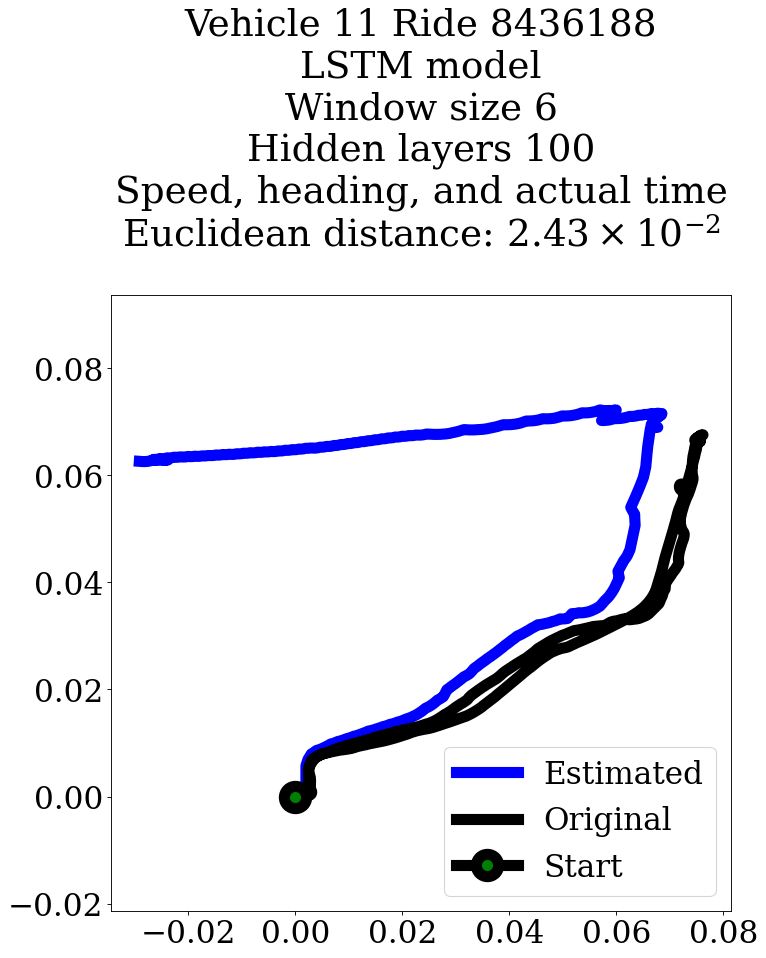 Vehicle 11 Ride 8436188
LSTM model
Window size 6
Hidden layers 100
Speed, heading, and actual time
Euclidean distance: 2.43 × 10⁻²
0.08
0.06
0.04
0.02
0.00
−0.02
Estimated
Original
Start
−0.02 0.00 0.02 0.04 0.06 0.08